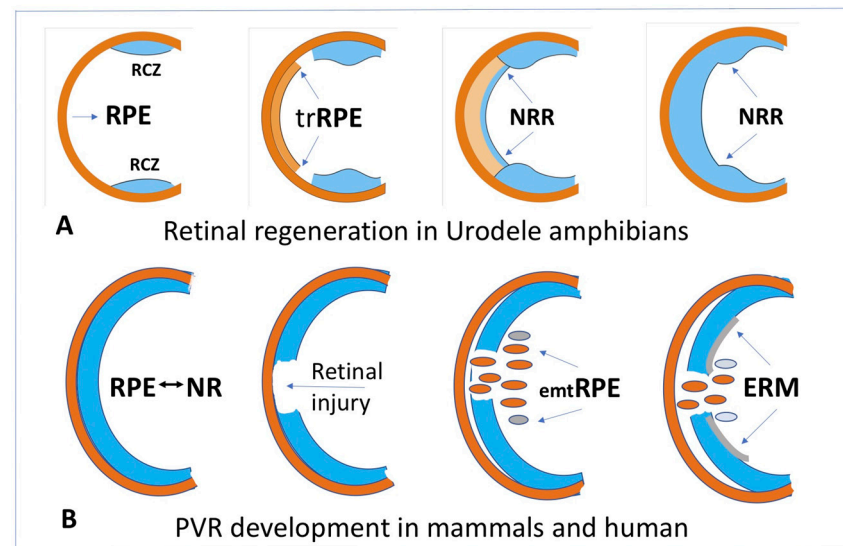 RCZ
RPE
RCZ
trRPE
NRR
NRR
A
Retinal regeneration in Urodele amphibians
RPE↔NR
Retinal
injury
emtRPE
ERM
B
PVR development in mammals and human